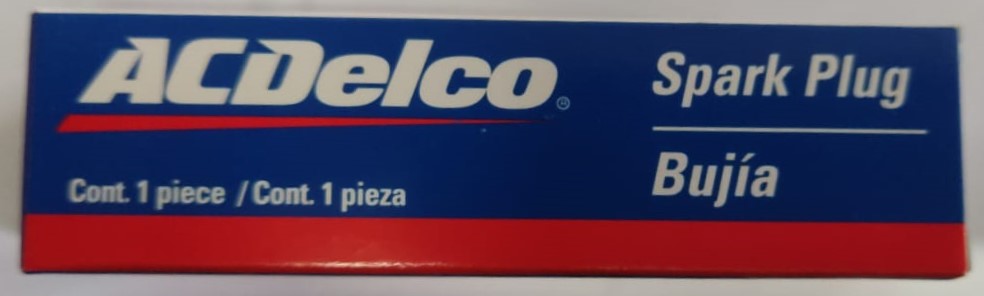 ACDelco®
Cont. 1 piece / Cont. 1 pieza
Spark Plug
Bujía